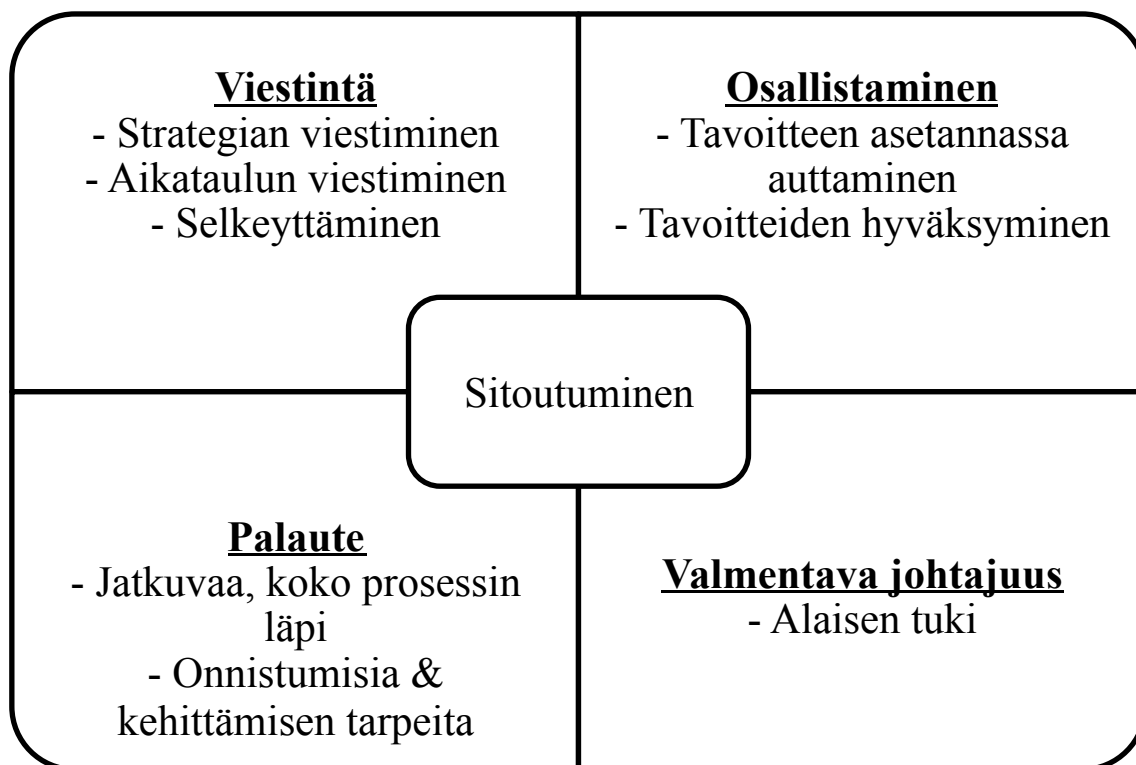 Viestintä
- Strategian viestiminen
- Aikataulun viestiminen
- Selkeyttäminen
Osallistaminen
- Tavoitteen asetannassa
auttaminen
- Tavoitteiden hyväksyminen
Sitoutuminen
Palaute
- Jatkuvaa, koko prosessin
läpi
- Onnistumisia &
kehittämisen tarpeita
Valmentava johtajuus
- Alaisen tuki